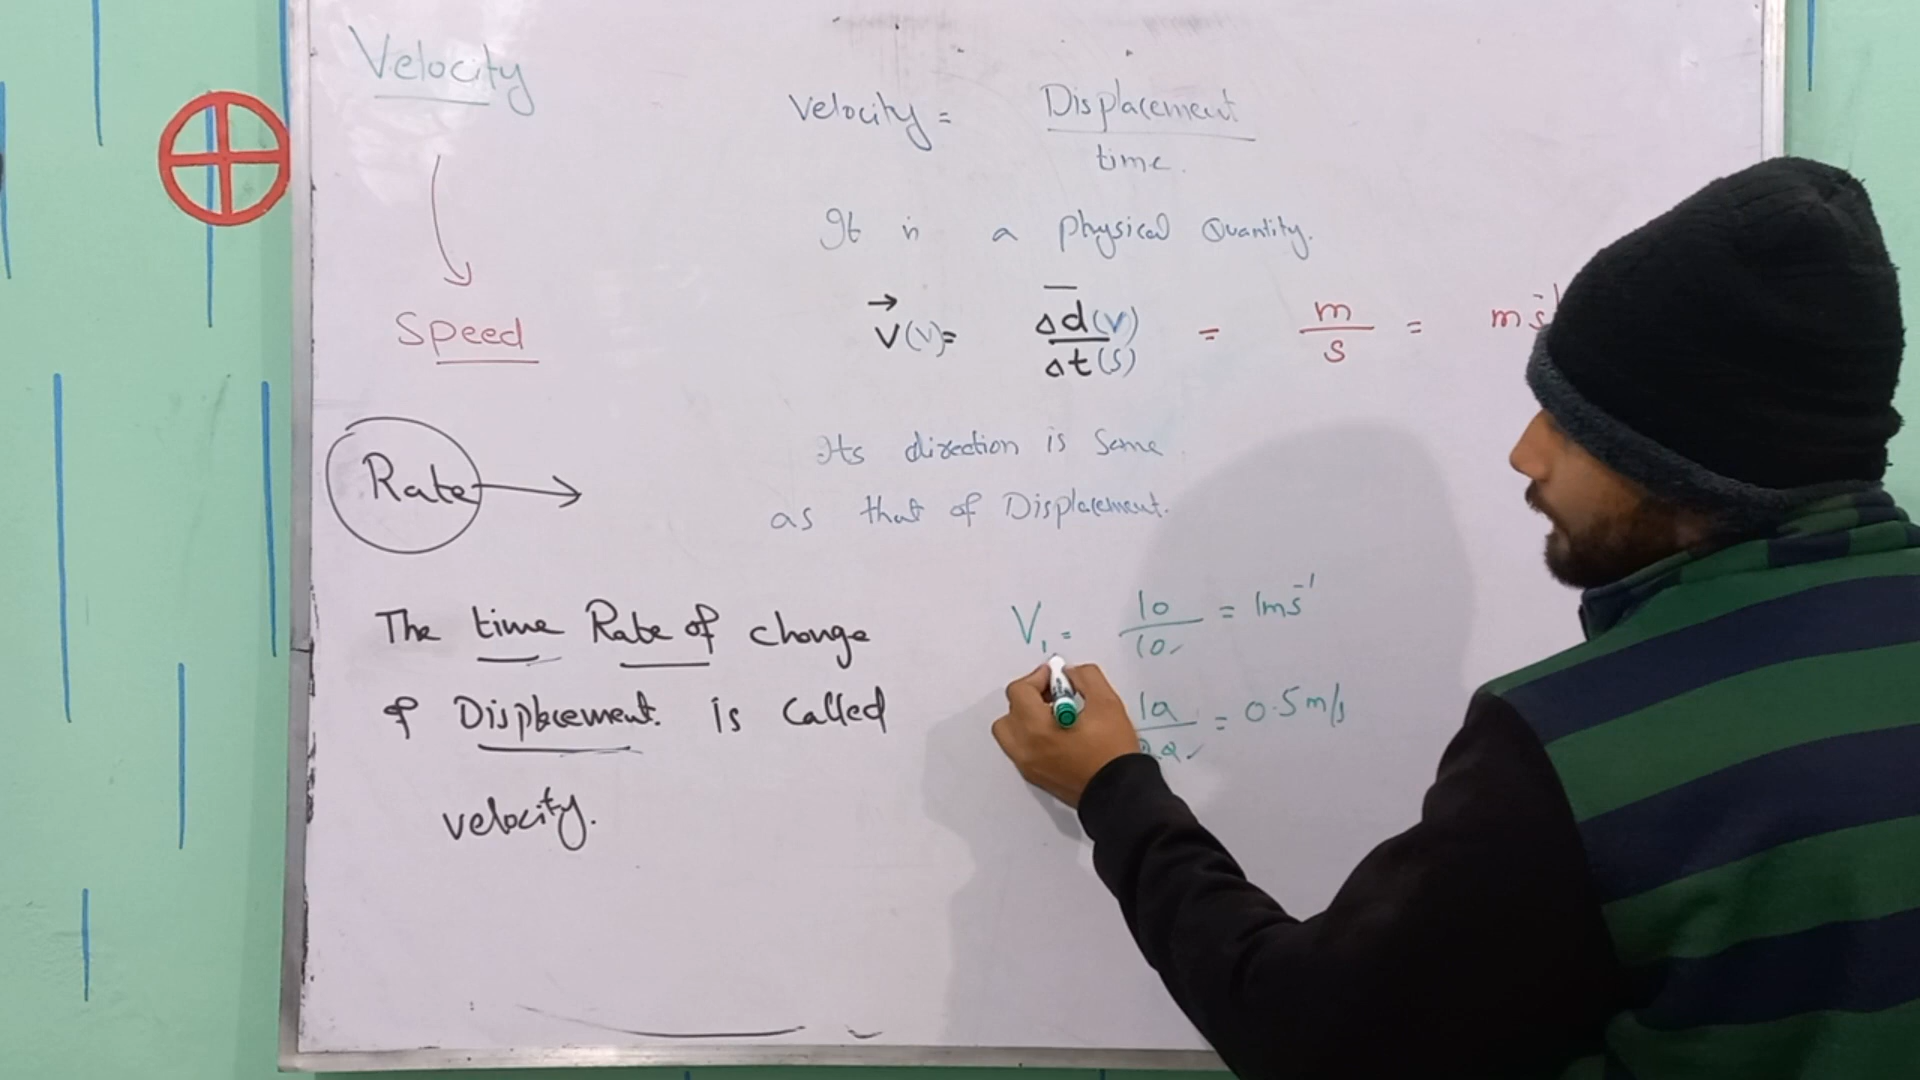 Velocity
Velocity = Displacement
time.
It is a physical Quantity.
Speed
V(V)= Δd(V) = m = ms-1
Δt(S) s
Rate
Its direction is Same
as that of Displacement.
The time Rate of change
of Displacement. is Called
velocity.
V1 = 10 = 1ms-1
10
10 = 0.5m/s